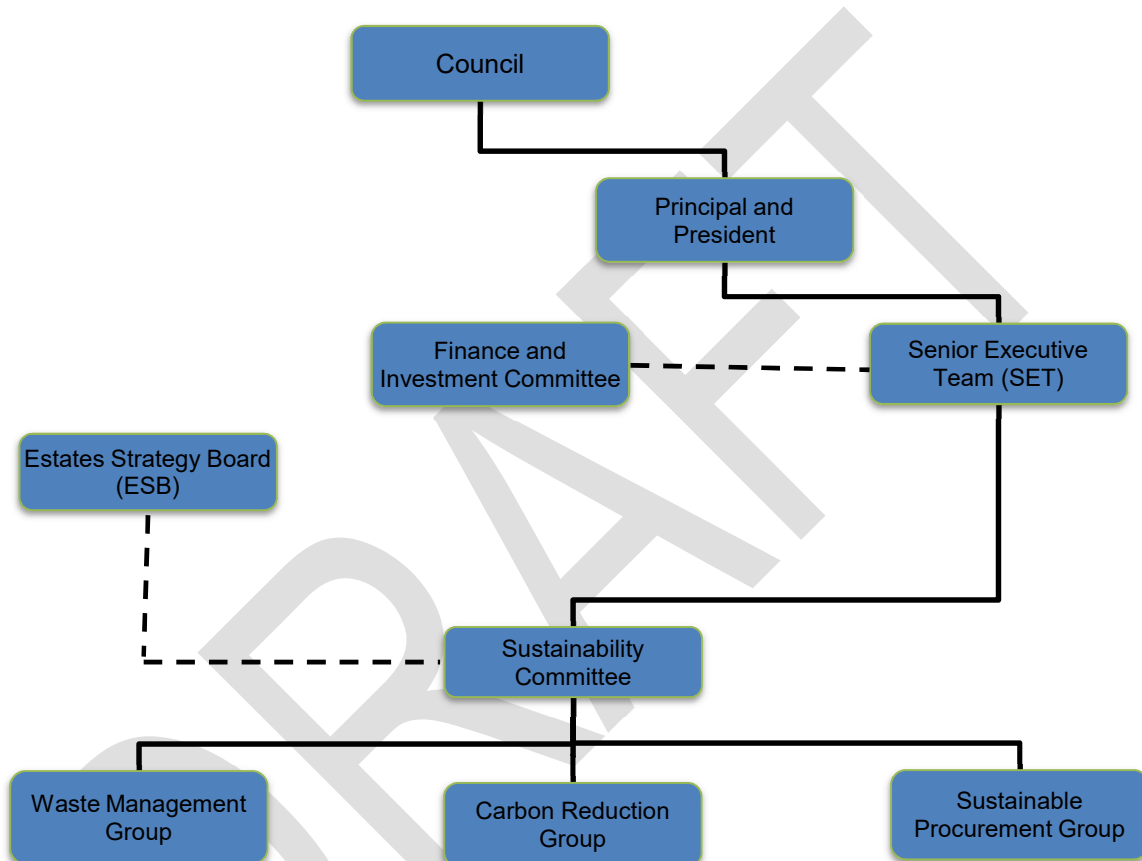 Council
Principal and
President
Finance and
Investment Committee
Senior Executive
Team (SET)
Estates Strategy Board
(ESB)
Sustainability
Committee
Waste Management
Group
Carbon Reduction
Group
Sustainable
Procurement Group
DRAFT